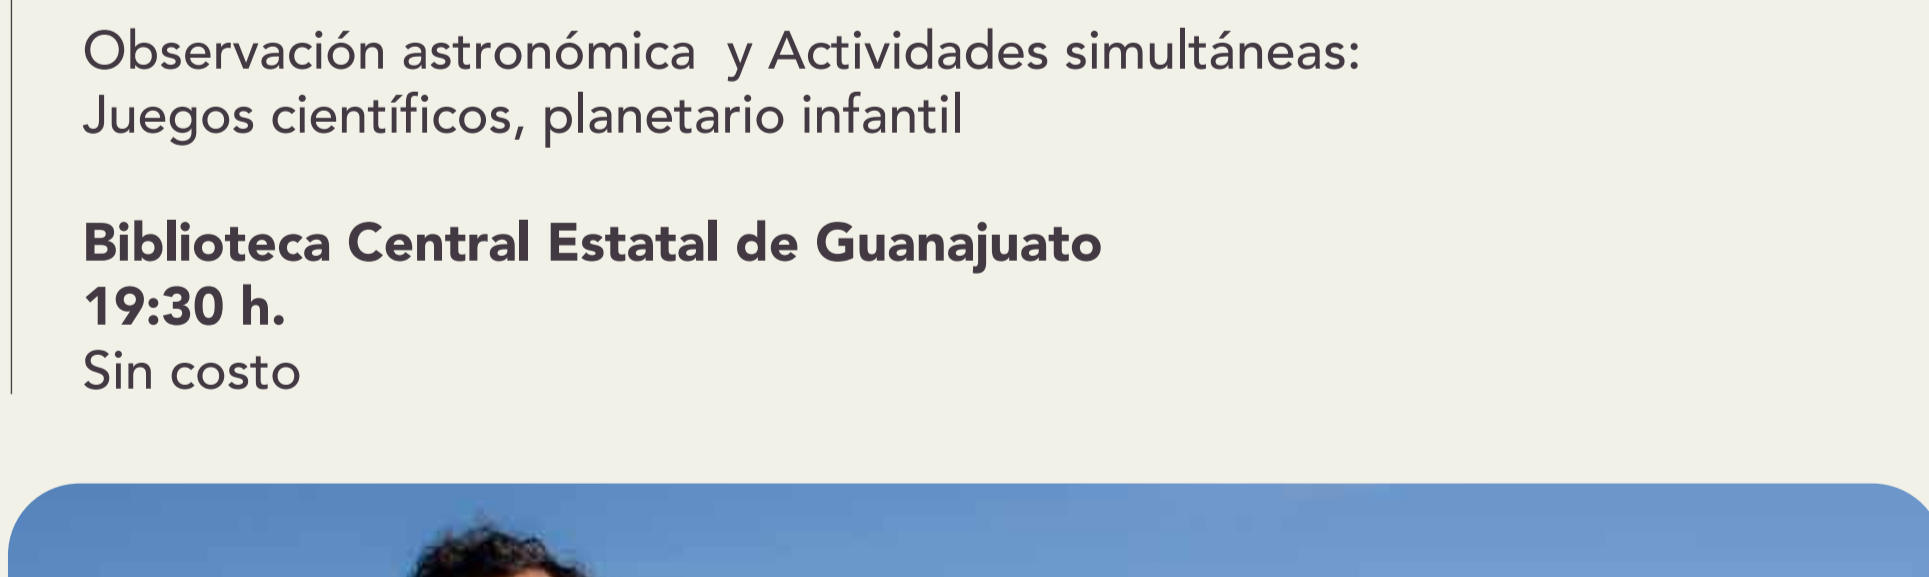 Observación astronómica  y Actividades simultáneas:
Juegos científicos, planetario infantil
Biblioteca Central Estatal de Guanajuato
19:30 h.
Sin costo